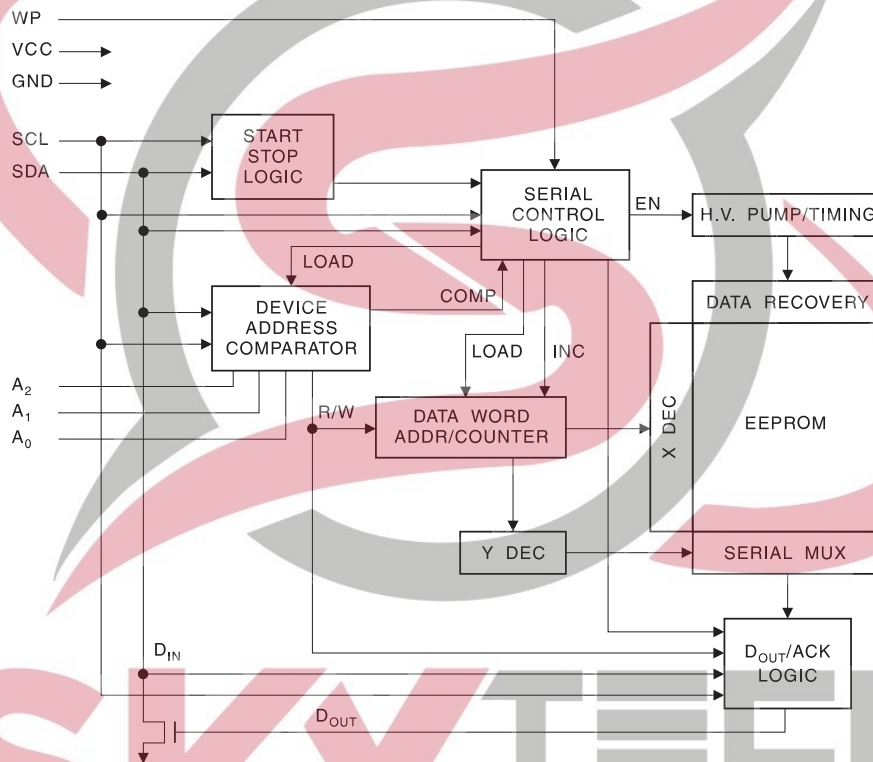 WP
VCC
GND
SCL
SDA
START
STOP
LOGIC
SERIAL
CONTROL
LOGIC
EN
H.V. PUMP/TIMING
LOAD
COMP
DATA RECOVERY
DEVICE
ADDRESS
COMPARATOR
LOAD
INC
A2
A1
A0
R/W
DATA WORD
ADDR/COUNTER
X DEC
EEPROM
Y DEC
SERIAL MUX
DIN
DOUT/ACK
LOGIC
DOUT
SKYTECH